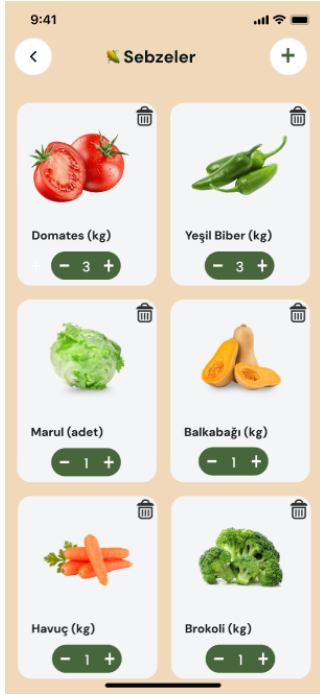 9:41
🌽 Sebzeler +
Domates (kg)
Yeşil Biber (kg)
- 3 +
- 3 +
Marul (adet)
Balkabağı (kg)
- 1 +
- 1 +
Havuç (kg)
Brokoli (kg)
- 1 +
- 1 +